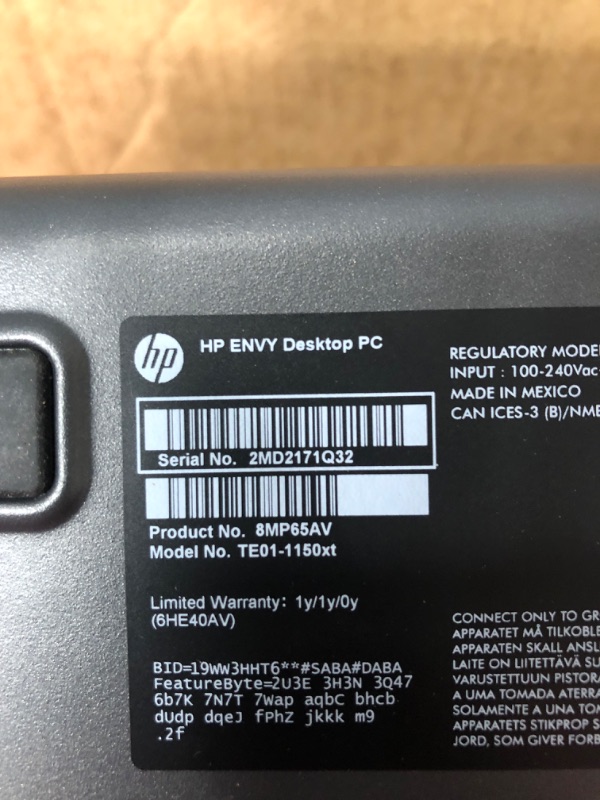 hp
HP ENVY Desktop PC
Serial No. 2MD2171Q32
Product No. 8MP65AV
Model No. TE01-1150xt
Limited Warranty: 1y/1y/0y
(6HE40AV)
BID=19WW3HHT6**#SABA#DABA
FeatureByte=2U3E 3H3N 3Q47
6b7K 7N7T 7Wap aqbC bhcb
dUdp dqeJ fPhZ jkkk m9
.2f
REGULATORY MODE
INPUT : 100-240Vac
MADE IN MEXICO
CAN ICES-3 (B)/NMB
CONNECT ONLY TO GR
APPARATET MÅ TILKOBLE
APPARATEN SKALL ANSL
LAITE ON LIITETTÄVÄ SU
VARUSTETTUUN PISTORA
A UMA TOMADA ATERRA
SOLAMENTE A UNA TOM
APPARATETS STIKPROP S
JORD, SOM GIVER FORB